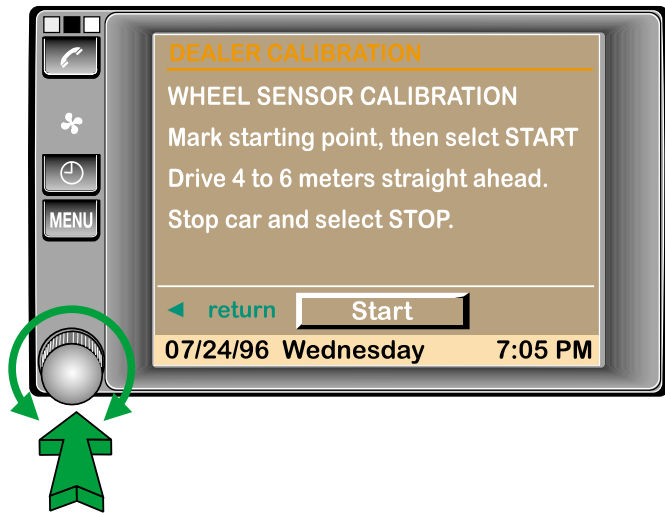 DEALER CALIBRATION
WHEEL SENSOR CALIBRATION
Mark starting point, then selct START
Drive 4 to 6 meters straight ahead.
Stop car and select STOP.
MENU
◄ return Start
07/24/96 Wednesday 7:05 PM